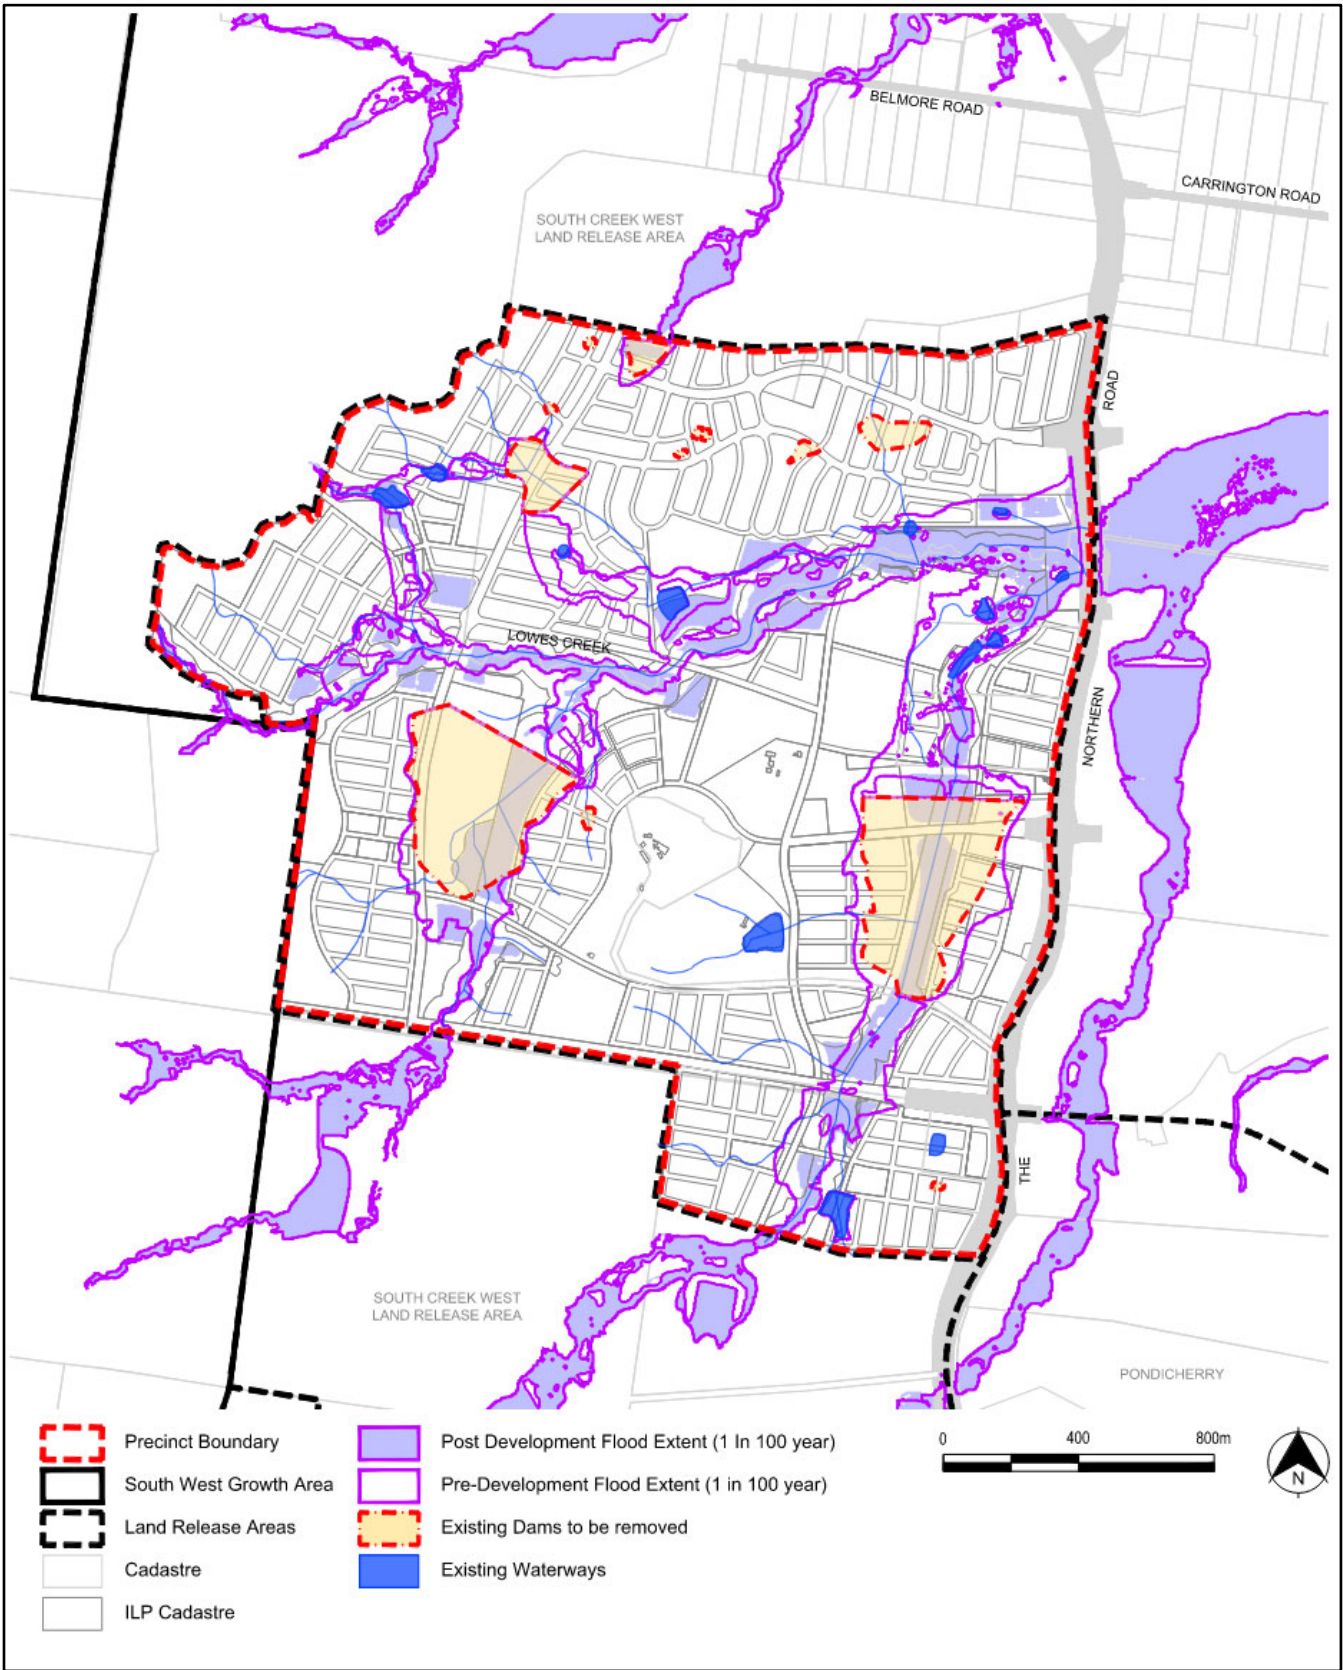 BELMORE ROAD
CARRINGTON ROAD
SOUTH CREEK WEST
LAND RELEASE AREA
ROAD
LOWES CREEK
NORTHERN
THE
SOUTH CREEK WEST
LAND RELEASE AREA
PONDICHERRY
Precinct Boundary
South West Growth Area
Land Release Areas
Cadastre
ILP Cadastre
Post Development Flood Extent (1 In 100 year)
Pre-Development Flood Extent (1 in 100 year)
Existing Dams to be removed
Existing Waterways
0 400 800m
N